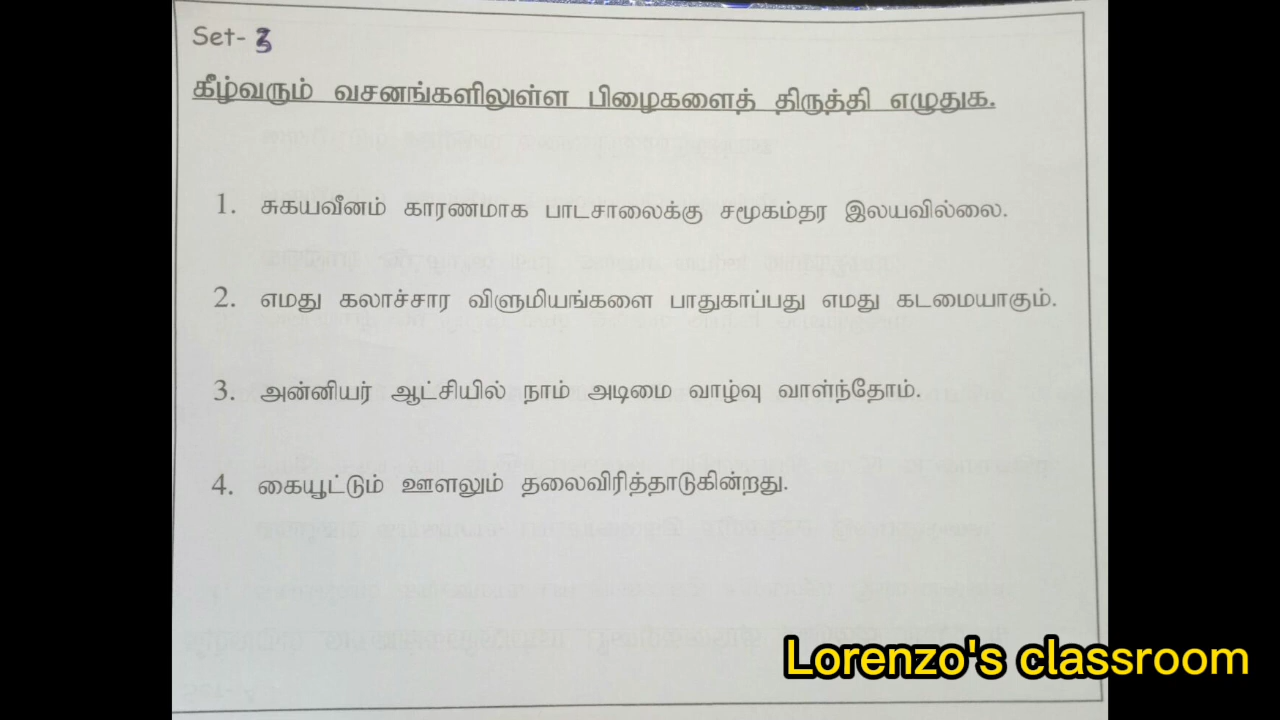 Set- 3
கீழ்வரும் வசனங்களிலுள்ள பிழைகளைத் திருத்தி எழுதுக.
1. சுகயவீனம் காரணமாக பாடசாலைக்கு சமூகம்தர இலயவில்லை.
2. எமது கலாச்சார விளுமியங்களை பாதுகாப்பது எமது கடமையாகும்.
3. அன்னியர் ஆட்சியில் நாம் அடிமை வாழ்வு வாள்ந்தோம்.
4. கையூட்டும் ஊளலும் தலைவிரித்தாடுகின்றது.
Lorenzo's classroom